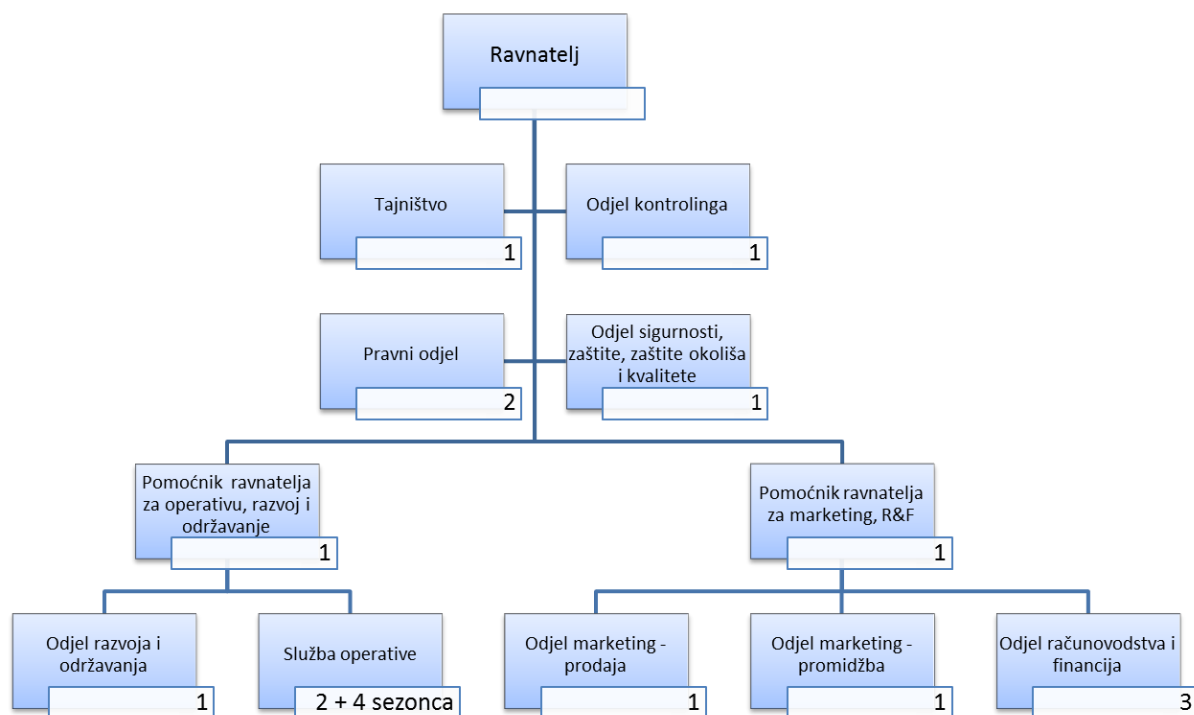 Ravnatelj
Tajništvo
1
Odjel kontrolinga
1
Pravni odjel
2
Odjel sigurnosti,
zaštite, zaštite okoliša
i kvalitete
1
Pomoćnik ravnatelja
za operativu, razvoj i
održavanje
1
Pomoćnik ravnatelja
za marketing, R&F
1
Odjel razvoja i
održavanja
1
Služba operative
2 + 4 sezonca
Odjel marketing -
prodaja
1
Odjel marketing -
promidžba
1
Odjel računovodstva i
financija
3